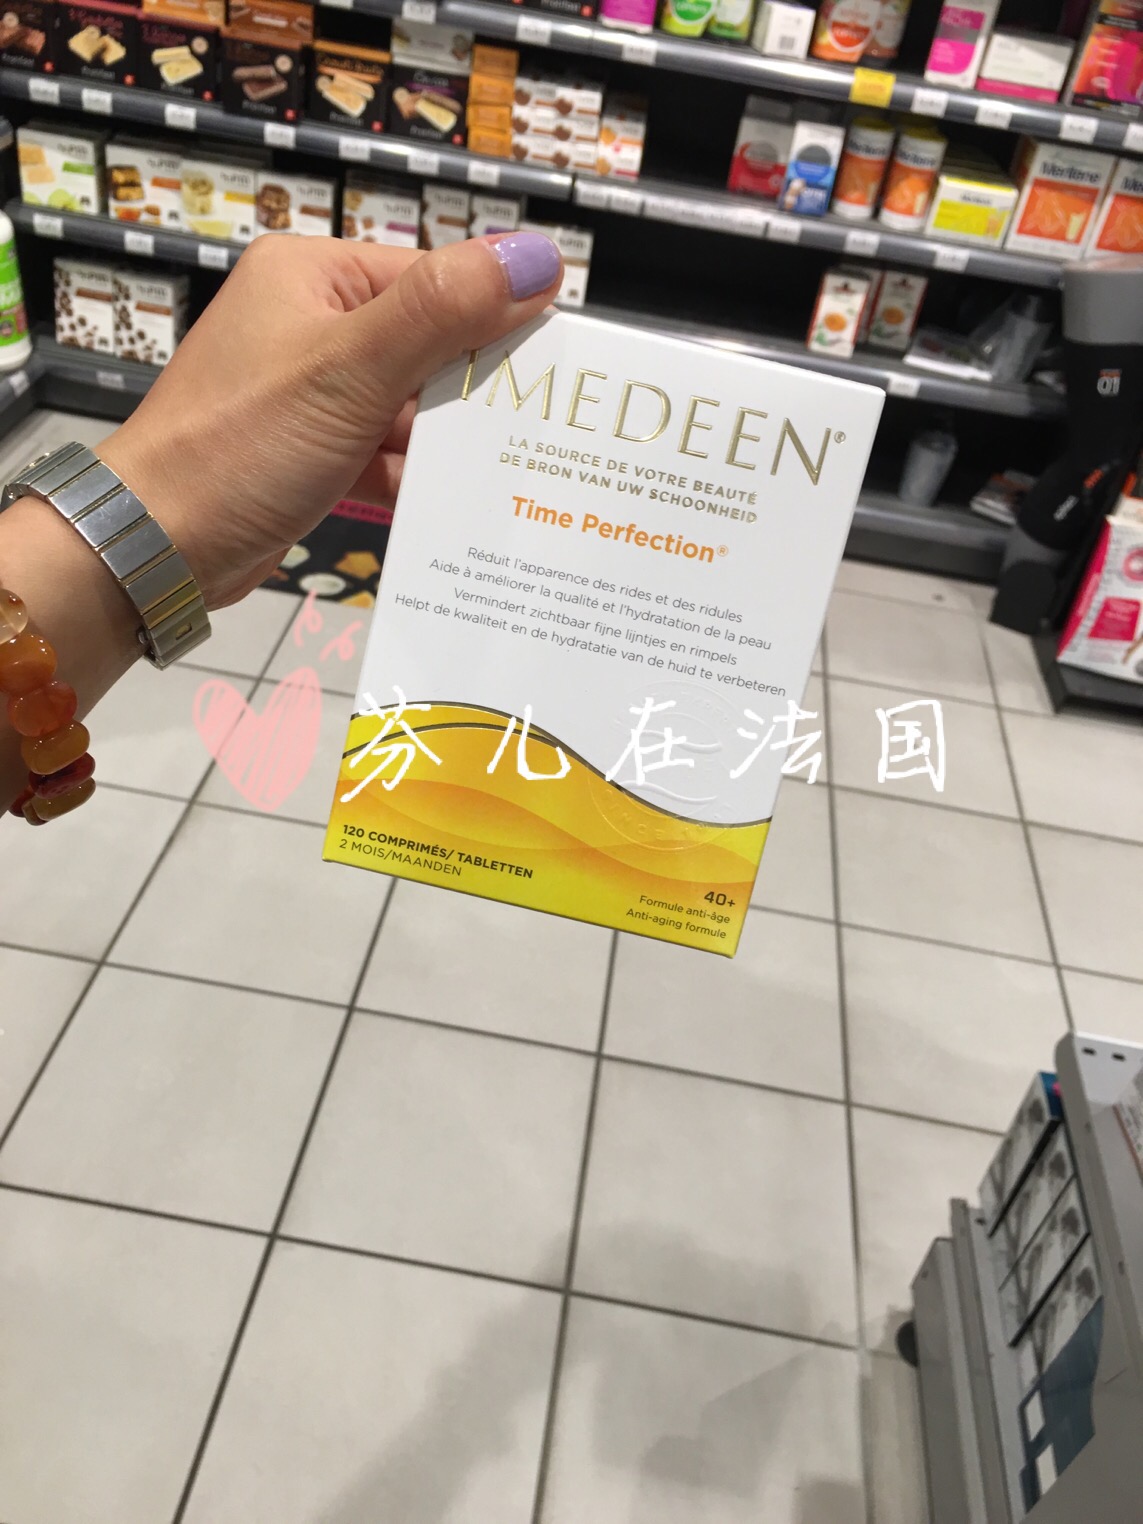 IMEDEEN®
LA SOURCE DE VOTRE BEAUTÉ
DE BRON VAN UW SCHOONHEID
Time Perfection®
Réduit l'apparence des rides et des ridules
Aide à améliorer la qualité et l'hydratation de la peau
Vermindert zichtbaar fijne lijntjes en rimpels
Helpt de kwaliteit en de hydratatie van de huid te verbeteren
芬儿在法国
120 COMPRIMÉS/ TABLETTEN
2 MOIS/MAANDEN
40+
Formule anti-âge
Anti-aging formule
01